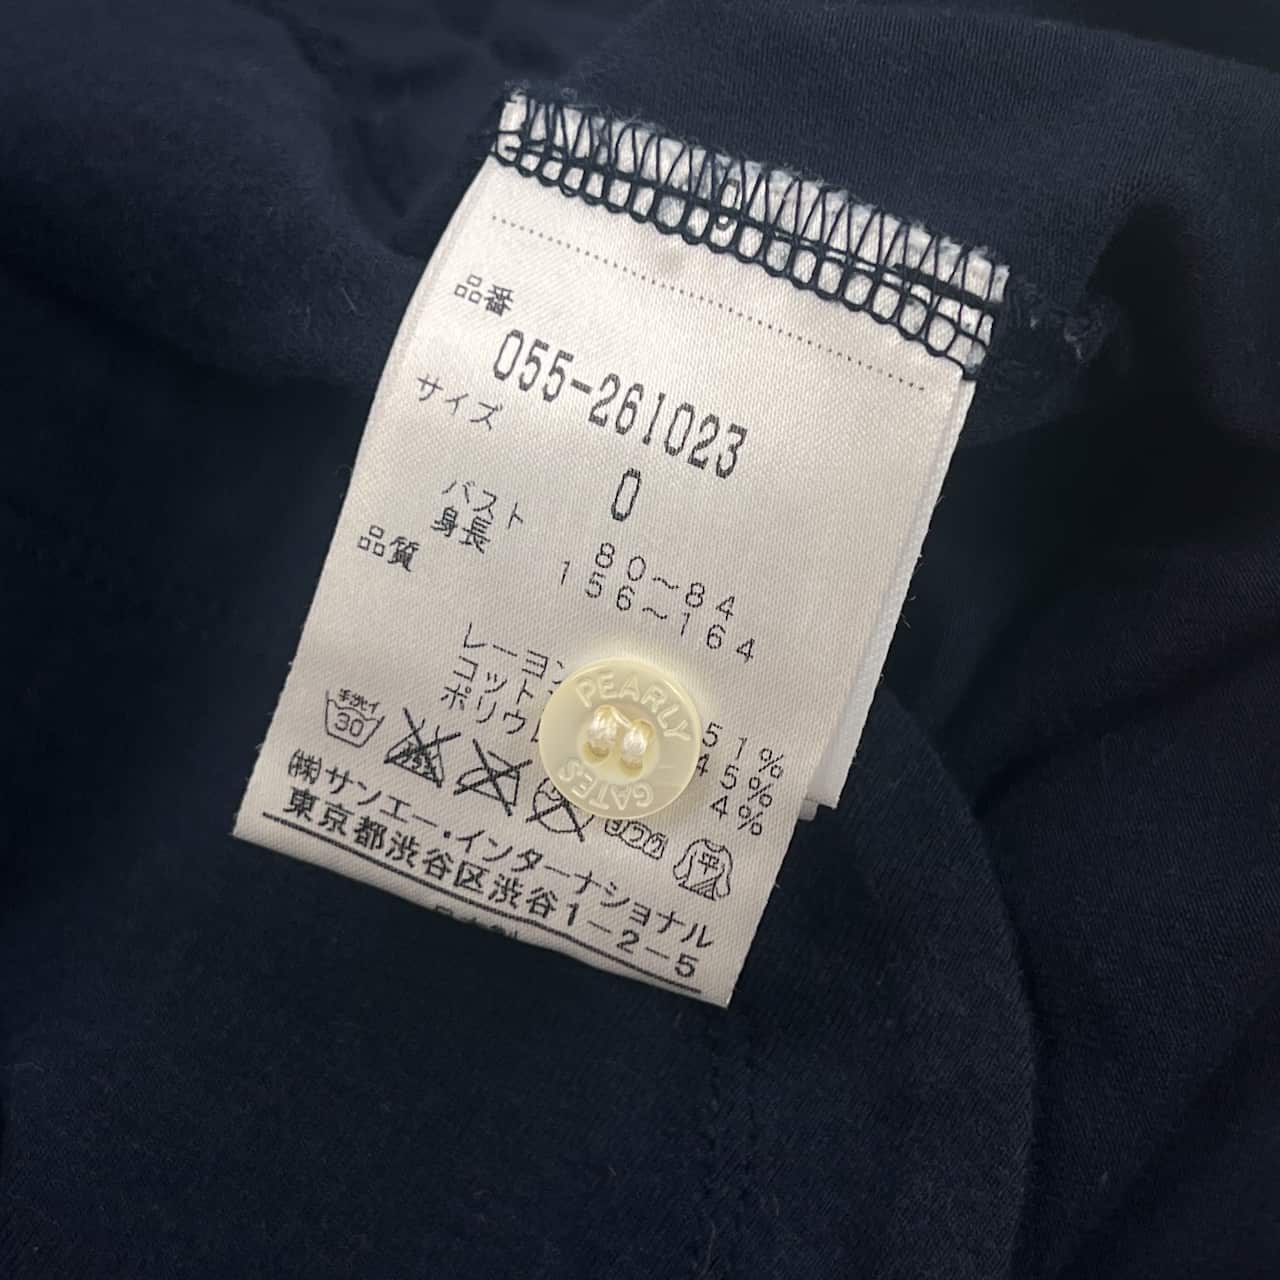 品番
055-261023
サイズ
0
バスト 80~84
身長 156~164
品質
レーヨン 51%
コットン 45%
ポリウレ 4%
PEARLY
GATES
手洗イ
30
平
(株)サンエー・インターナショナル
東京都渋谷区渋谷1-2-5